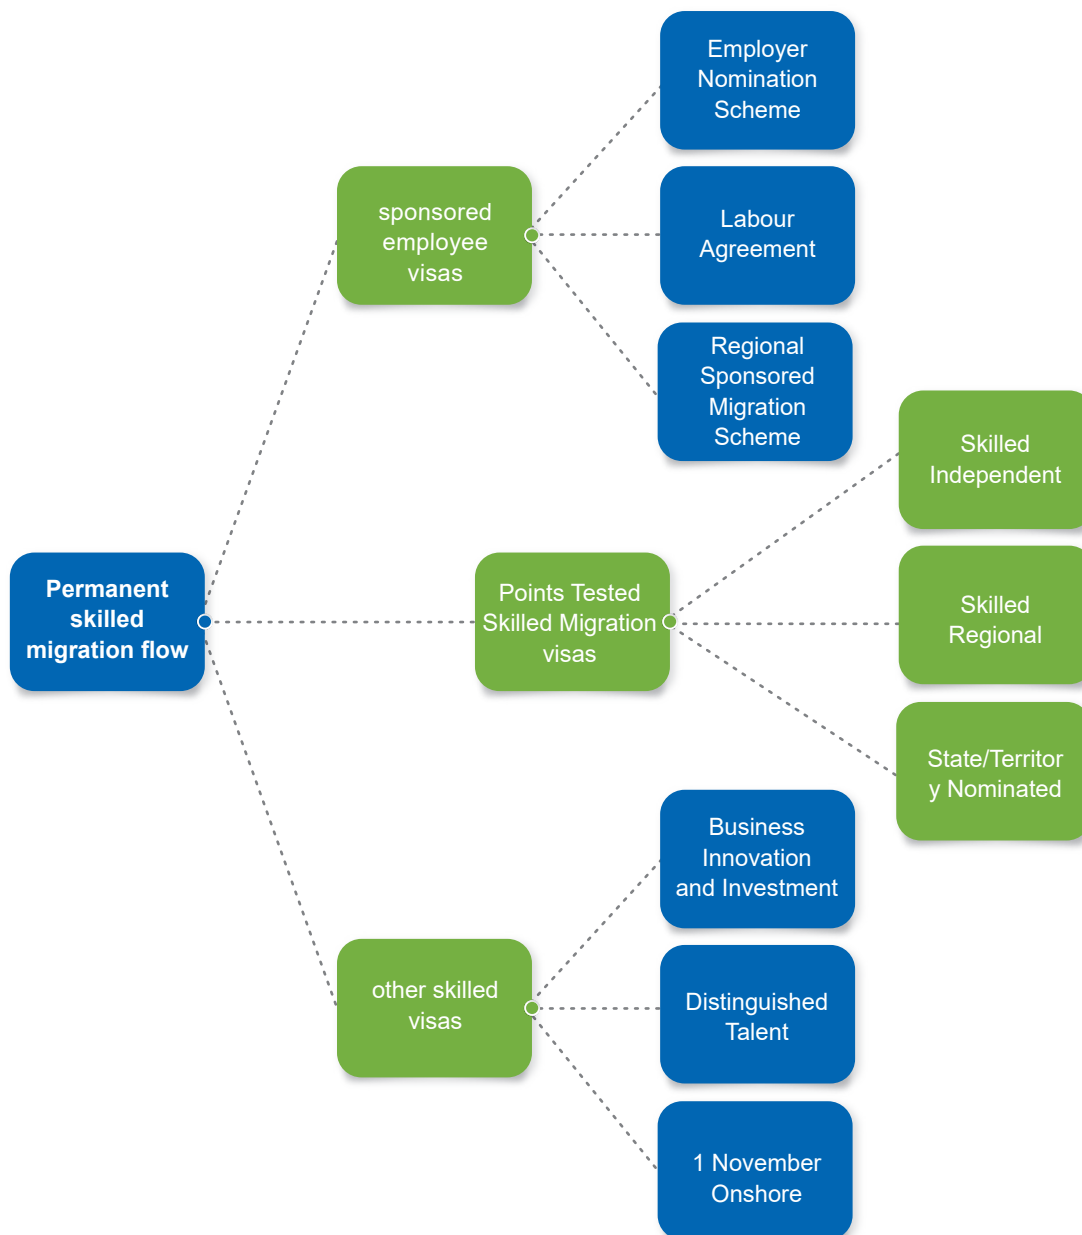 Employer
Nomination
Scheme
sponsored
employee
visas
Labour
Agreement
Regional
Sponsored
Migration
Scheme
Skilled
Independent
Permanent
skilled
migration flow
Points Tested
Skilled Migration
visas
Skilled
Regional
State/Territor
y Nominated
Business
Innovation
and Investment
other skilled
visas
Distinguished
Talent
1 November
Onshore